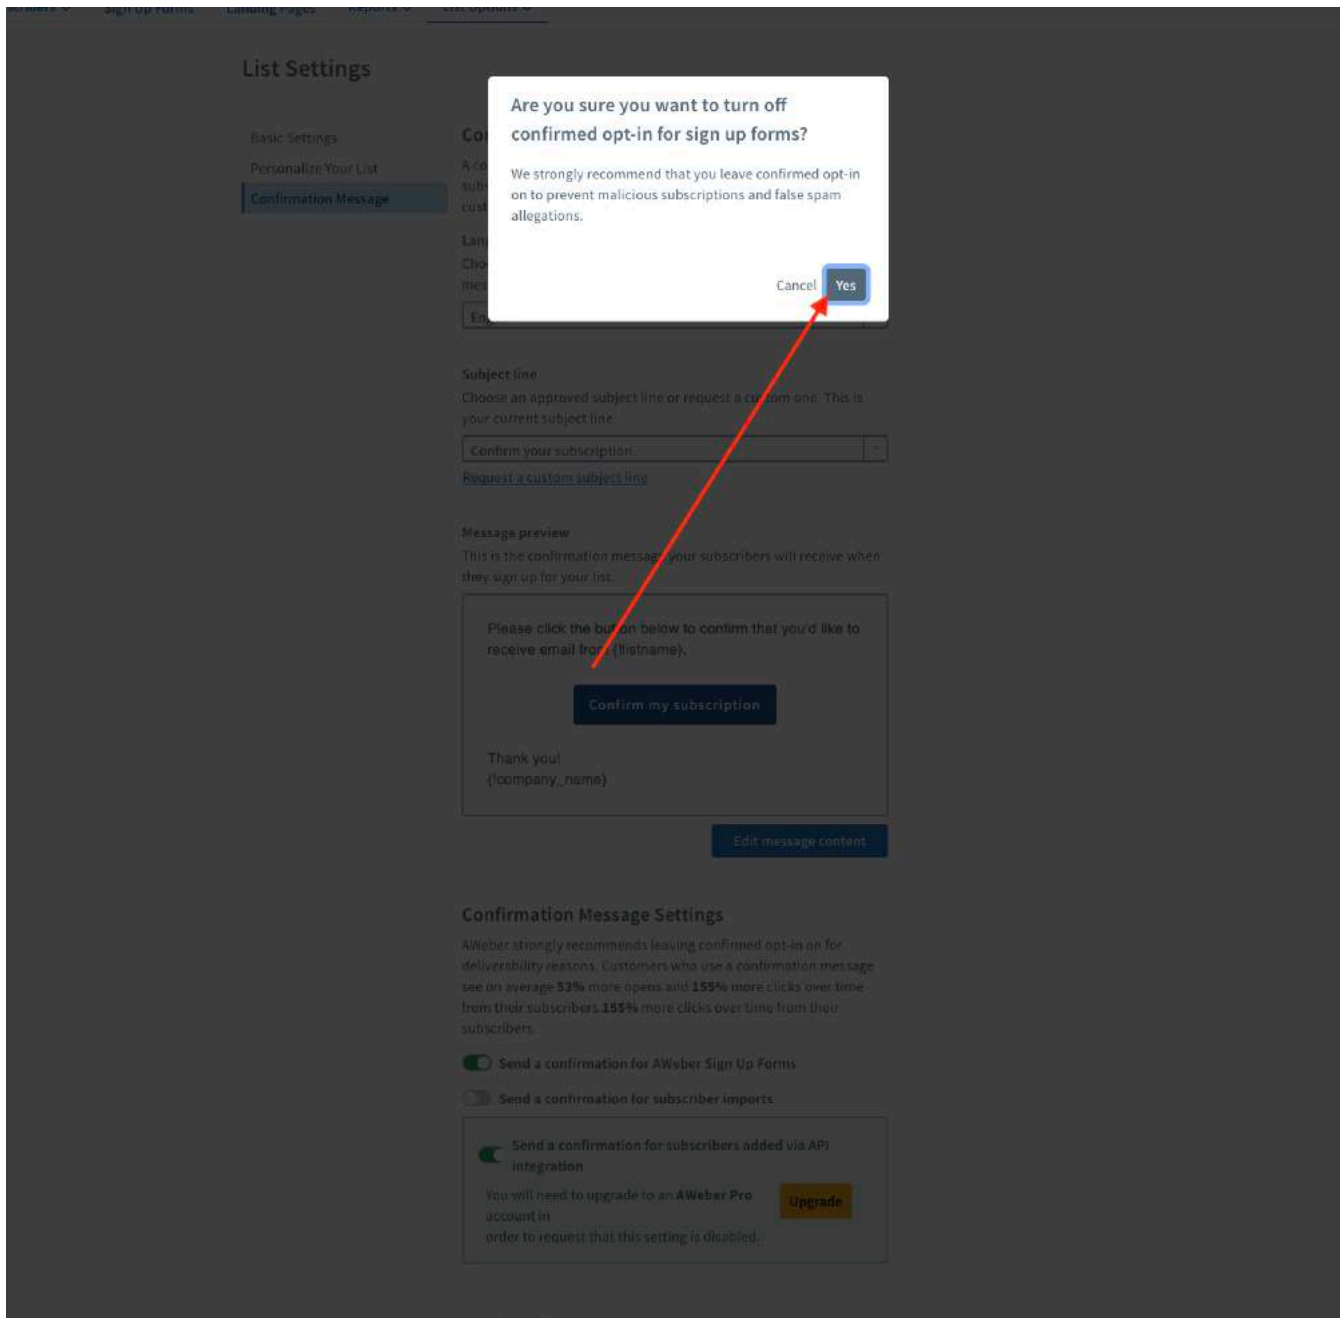 Sign Up Forms Landing Pages Reports List Options
List Settings
Are you sure you want to turn off
confirmed opt-in for sign up forms?
We strongly recommend that you leave confirmed opt-in
on to prevent malicious subscriptions and false spam
allegations.
Cancel Yes
Basic Settings
Personalize Your List
Confirmation Message
Subject line
Choose an approved subject line or request a custom one. This is
your current subject line.
Confirm your subscription.
Request a custom subject line
Message preview
This is the confirmation message your subscribers will receive when
they sign up for your list.
Please click the button below to confirm that you'd like to
receive email from {!listname}.
Confirm my subscription
Thank you!
{!company_name}
Edit message content
Confirmation Message Settings
AWeber strongly recommends leaving confirmed opt-in on for
deliverability reasons. Customers who use a confirmation message
see on average 53% more opens and 155% more clicks over time
from their subscribers.155% more clicks over time from their
subscribers.
Send a confirmation for AWeber Sign Up Forms
Send a confirmation for subscriber imports
Send a confirmation for subscribers added via API
integration
You will need to upgrade to an AWeber Pro
account in
order to request that this setting is disabled.
Upgrade